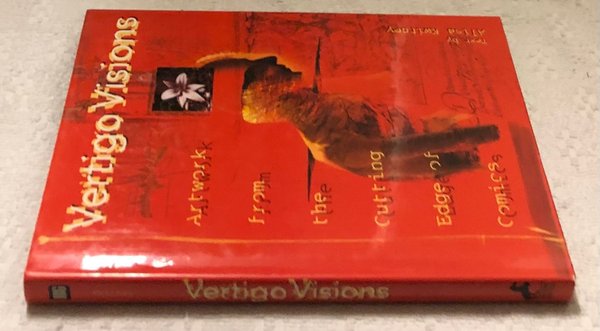 Vertigo Visions
Artwork
from
the
Cutting
Edge of
Comics
Text by
Alisa Kwitney
Vertigo Visions